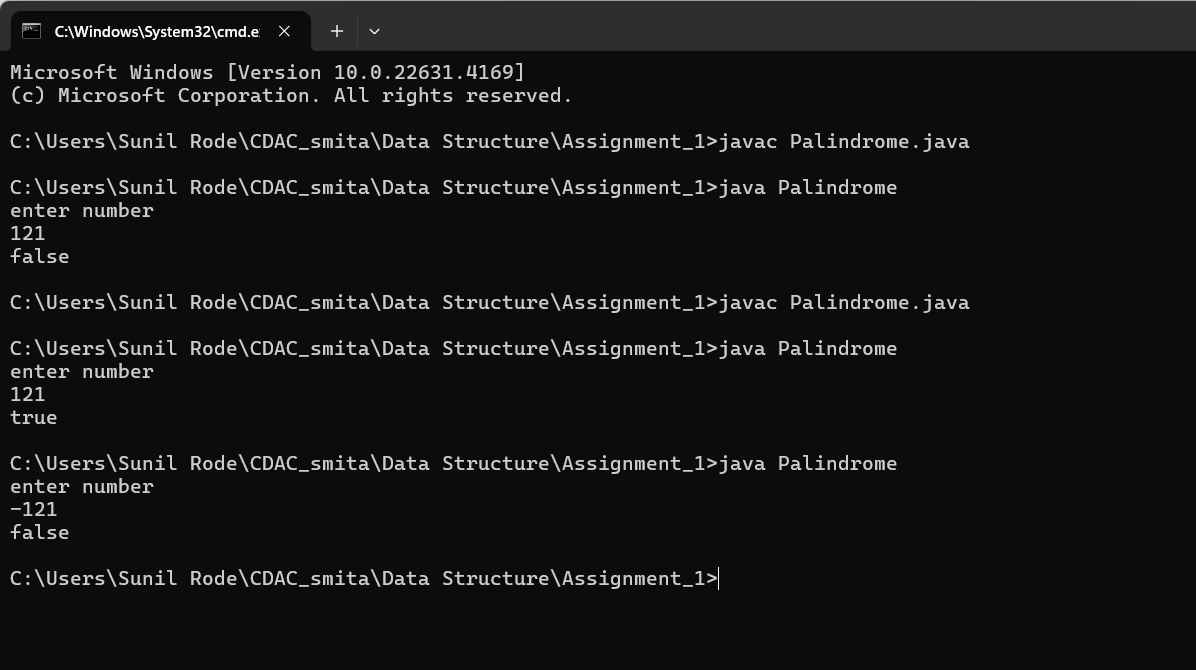 C:\Windows\System32\cmd.e
Microsoft Windows [Version 10.0.22631.4169]
(c) Microsoft Corporation. All rights reserved.
C:\Users\Sunil Rode\CDAC_smita\Data Structure\Assignment_1>javac Palindrome.java
C:\Users\Sunil Rode\CDAC_smita\Data Structure\Assignment_1>java Palindrome
enter number
121
false
C:\Users\Sunil Rode\CDAC_smita\Data Structure\Assignment_1>javac Palindrome.java
C:\Users\Sunil Rode\CDAC_smita\Data Structure\Assignment_1>java Palindrome
enter number
121
true
C:\Users\Sunil Rode\CDAC_smita\Data Structure\Assignment_1>java Palindrome
enter number
-121
false
C:\Users\Sunil Rode\CDAC_smita\Data Structure\Assignment_1>